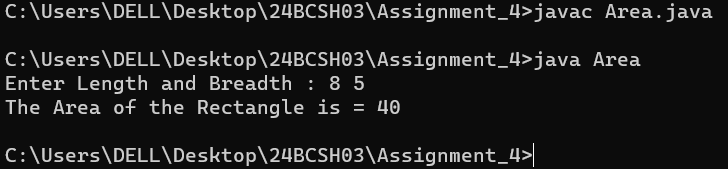 C:\Users\DELL\Desktop\24BCSH03\Assignment_4>javac Area.java
C:\Users\DELL\Desktop\24BCSH03\Assignment_4>java Area
Enter Length and Breadth : 8 5
The Area of the Rectangle is = 40
C:\Users\DELL\Desktop\24BCSH03\Assignment_4>